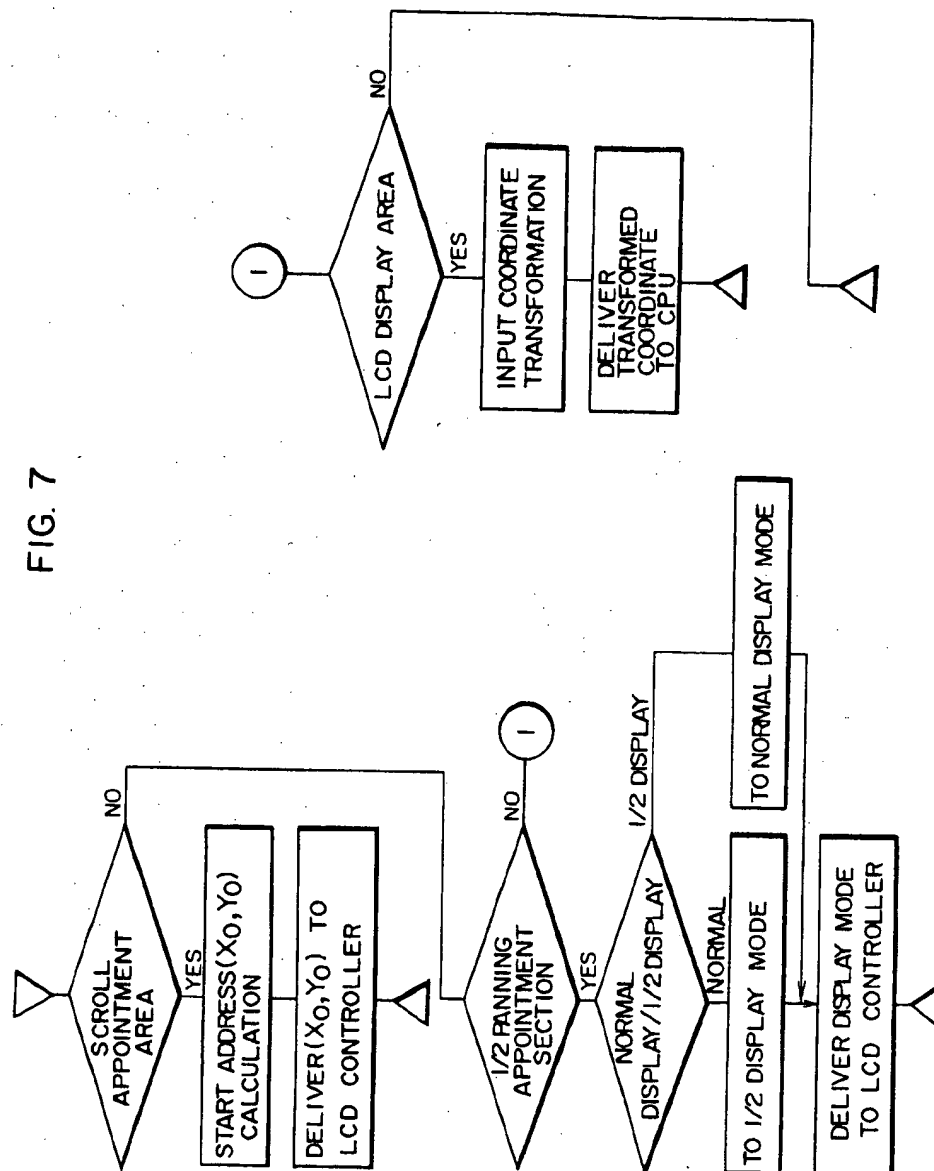 FIG. 7
SCROLL
APPOINTMENT
AREA
NO
YES
START ADDRESS(X0,Y0)
CALCULATION
DELIVER(X0,Y0) TO
LCD CONTROLLER
1/2 PANNING
APPOINTMENT
SECTION
NO
1
YES
NORMAL
DISPLAY/1/2DISPLAY
1/2 DISPLAY
NORMAL
TO 1/2 DISPLAY MODE
TO NORMAL DISPLAY MODE
DELIVER DISPLAY MODE
TO LCD CONTROLLER
1
LCD DISPLAY AREA
NO
YES
INPUT COORDINATE
TRANSFORMATION
DELIVER
TRANSFORMED
COORDINATE
TO CPU